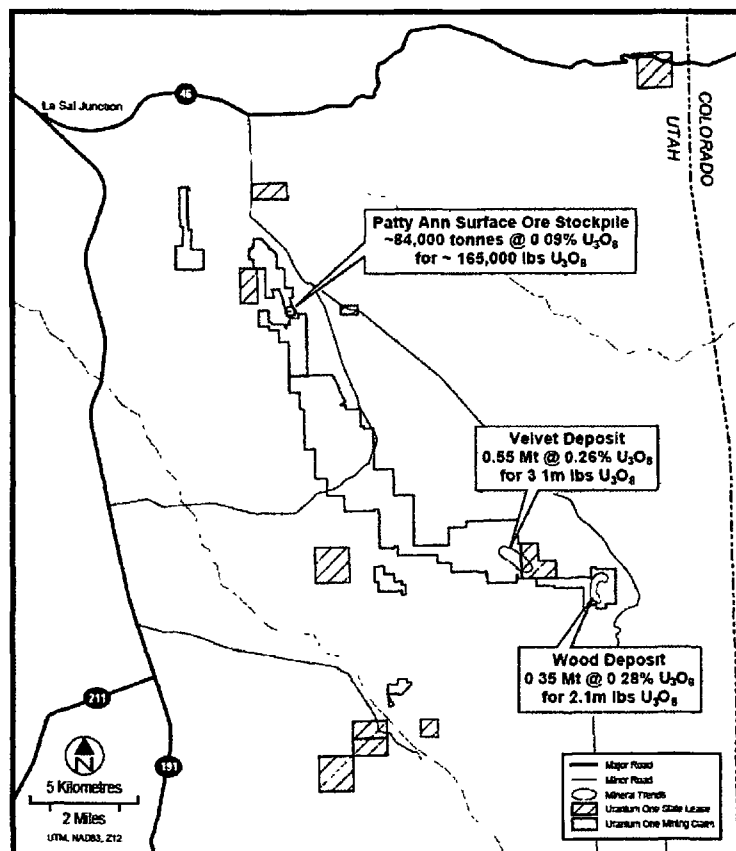 La Sal Junction
46
COLORADO
UTAH
Patty Ann Surface Ore Stockpile
~84,000 tonnes @ 0 09% U₃O₈
for ~ 165,000 lbs U₃O₈
Velvet Deposit
0.55 Mt @ 0.26% U₃O₈
for 3 1m lbs U₃O₈
Wood Deposit
0 35 Mt @ 0 28% U₃O₈
for 2.1m lbs U₃O₈
211
191
N
5 Kilometres
2 Miles
UTM, NAD83, Z12
Major Road
Minor Road
Mineral Trends
Uranium One State Lease
Uranium One Mining Claims